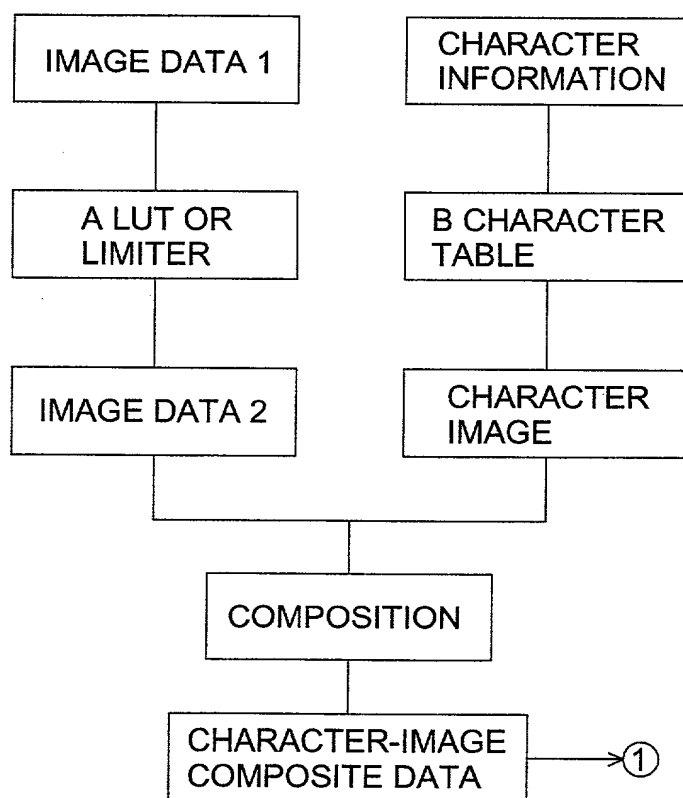 IMAGE DATA 1
CHARACTER
INFORMATION
A LUT OR
LIMITER
B CHARACTER
TABLE
IMAGE DATA 2
CHARACTER
IMAGE
COMPOSITION
CHARACTER-IMAGE
COMPOSITE DATA
1